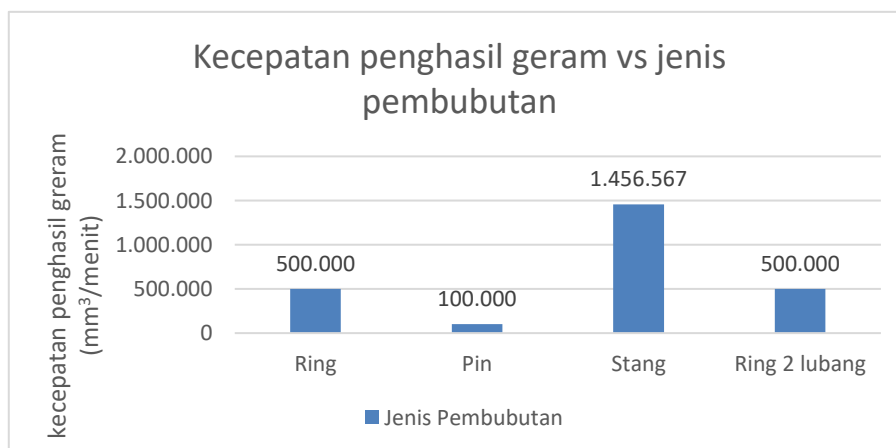 Kecepatan penghasil geram vs jenis
pembubutan
kecepatan penghasil greram
(mm³/menit)
2.000.000
1.500.000
1.000.000
500.000
0
500.000
100.000
1.456.567
500.000
Ring
Pin
Stang
Ring 2 lubang
Jenis Pembubutan